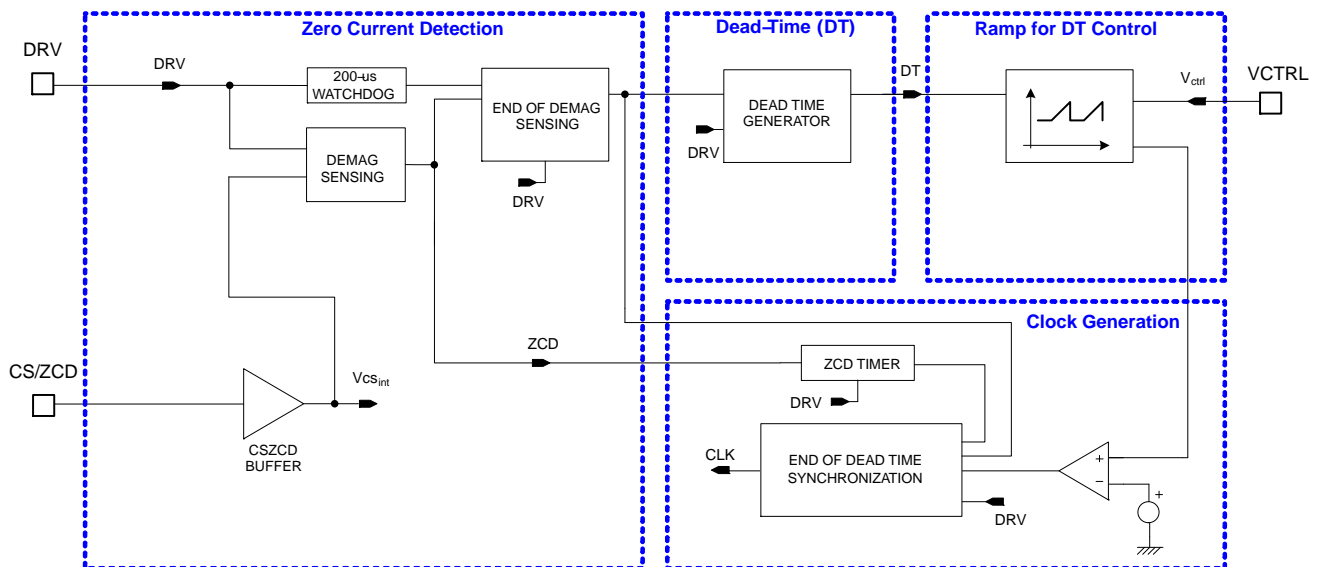 Zero Current Detection
Dead-Time (DT)
Ramp for DT Control
DRV
DRV
200-us
WATCHDOG
END OF DEMAG
SENSING
DRV
DEMAG
SENSING
DEAD TIME
GENERATOR
DRV
DT
Vctrl
VCTRL
Clock Generation
CS/ZCD
Vcsint
CSZCD
BUFFER
ZCD
ZCD TIMER
DRV
CLK
END OF DEAD TIME
SYNCHRONIZATION
DRV
+
−
+